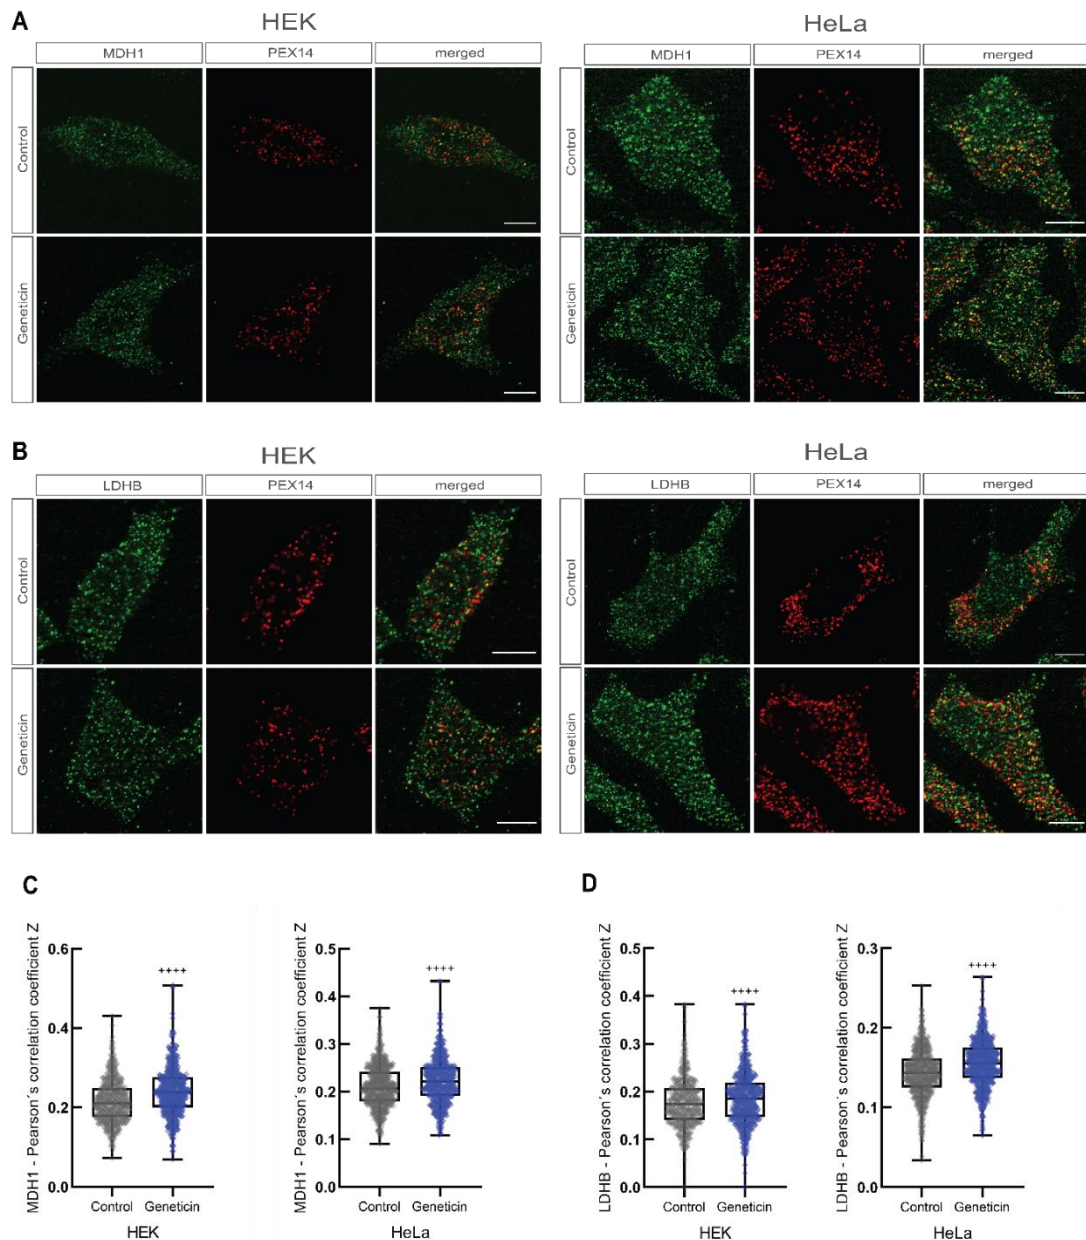 A
HEK
HeLa
MDH1 PEX14 merged
MDH1 PEX14 merged
Control
Control
Geneticin
Geneticin
B
HEK
HeLa
LDHB PEX14 merged
LDHB PEX14 merged
Control
Control
Geneticin
Geneticin
C
D
MDH1 - Pearson´s correlation coefficient Z
0.6
0.4
0.2
0.0
++++
Control Geneticin
HEK
MDH1 - Pearson´s correlation coefficient Z
0.5
0.4
0.3
0.2
0.1
0.0
++++
Control Geneticin
HeLa
LDHB - Pearson´s correlation coefficient Z
0.5
0.4
0.3
0.2
0.1
0.0
++++
Control Geneticin
HEK
LDHB - Pearson´s correlation coefficient Z
0.3
0.2
0.1
0.0
++++
Control Geneticin
HeLa